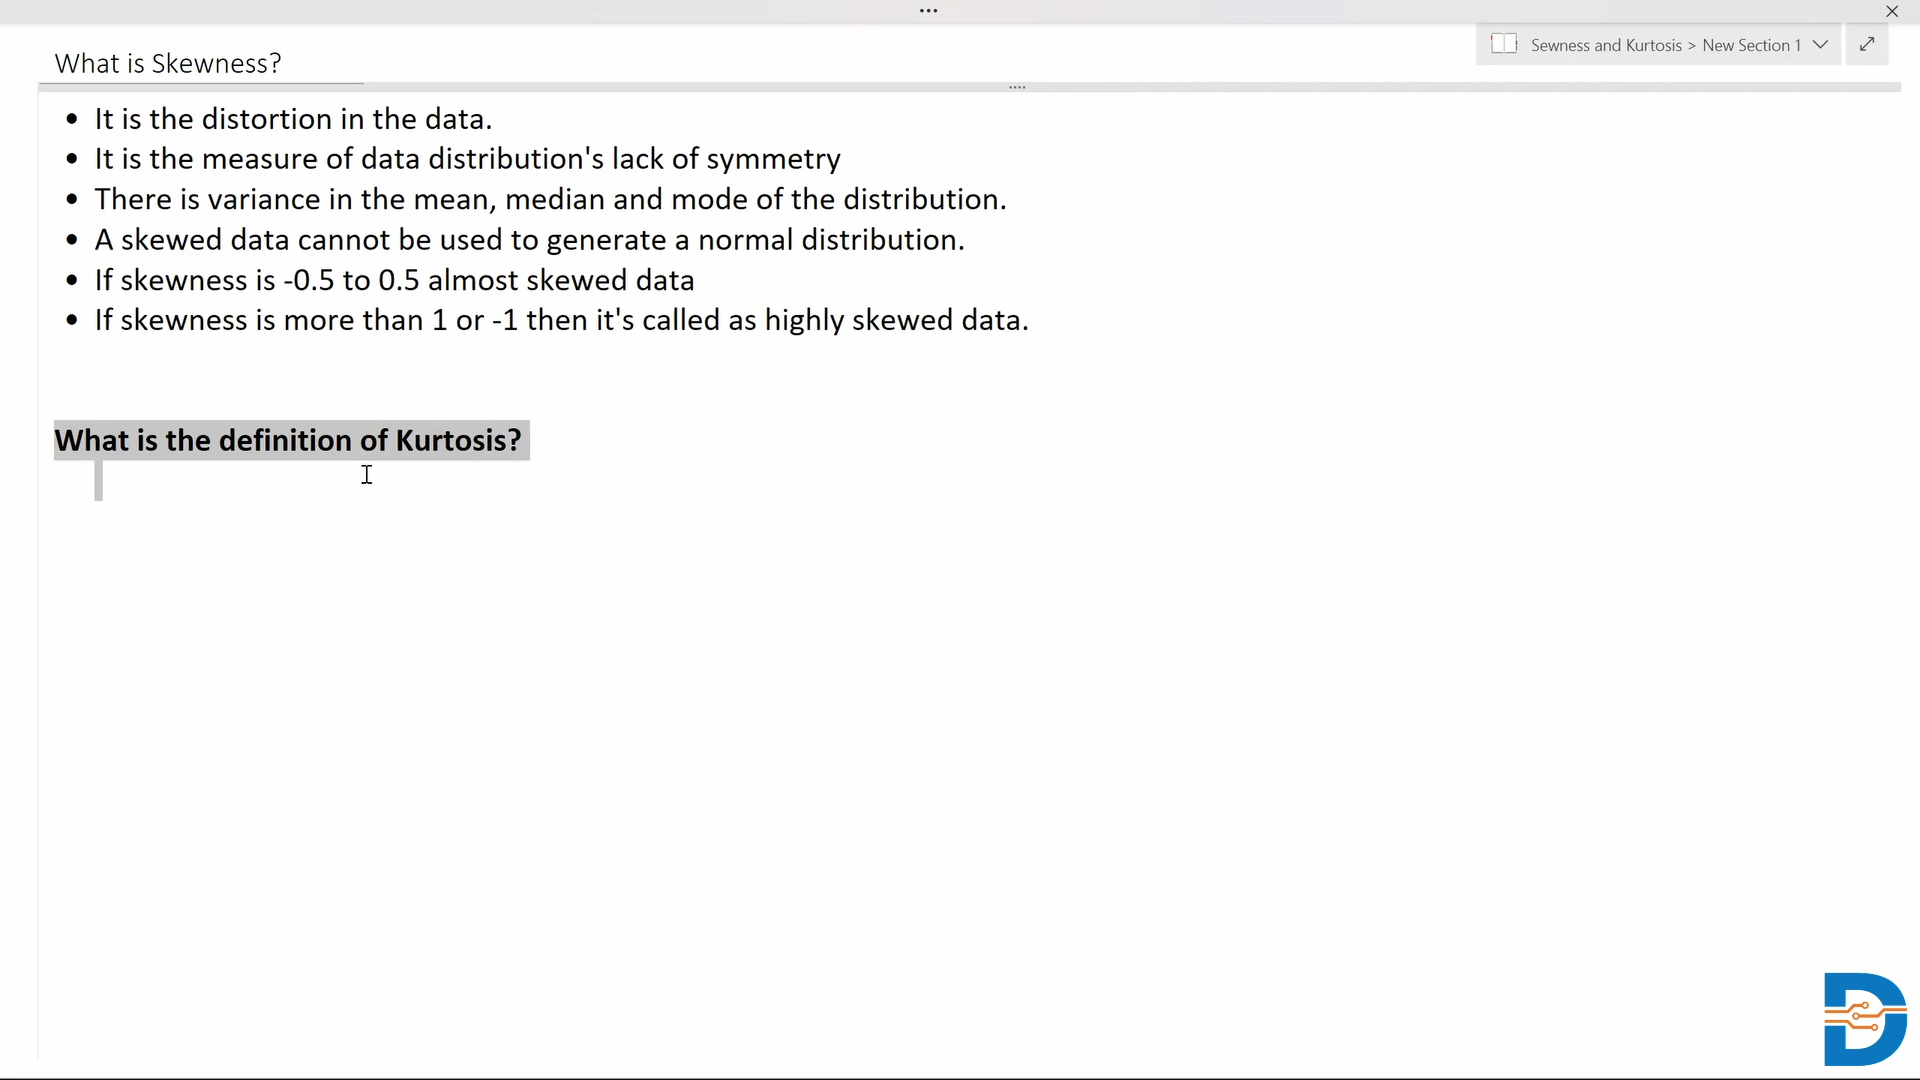 What is Skewness?
Sewness and Kurtosis > New Section 1
• It is the distortion in the data.
• It is the measure of data distribution's lack of symmetry
• There is variance in the mean, median and mode of the distribution.
• A skewed data cannot be used to generate a normal distribution.
• If skewness is -0.5 to 0.5 almost skewed data
• If skewness is more than 1 or -1 then it's called as highly skewed data.
What is the definition of Kurtosis?